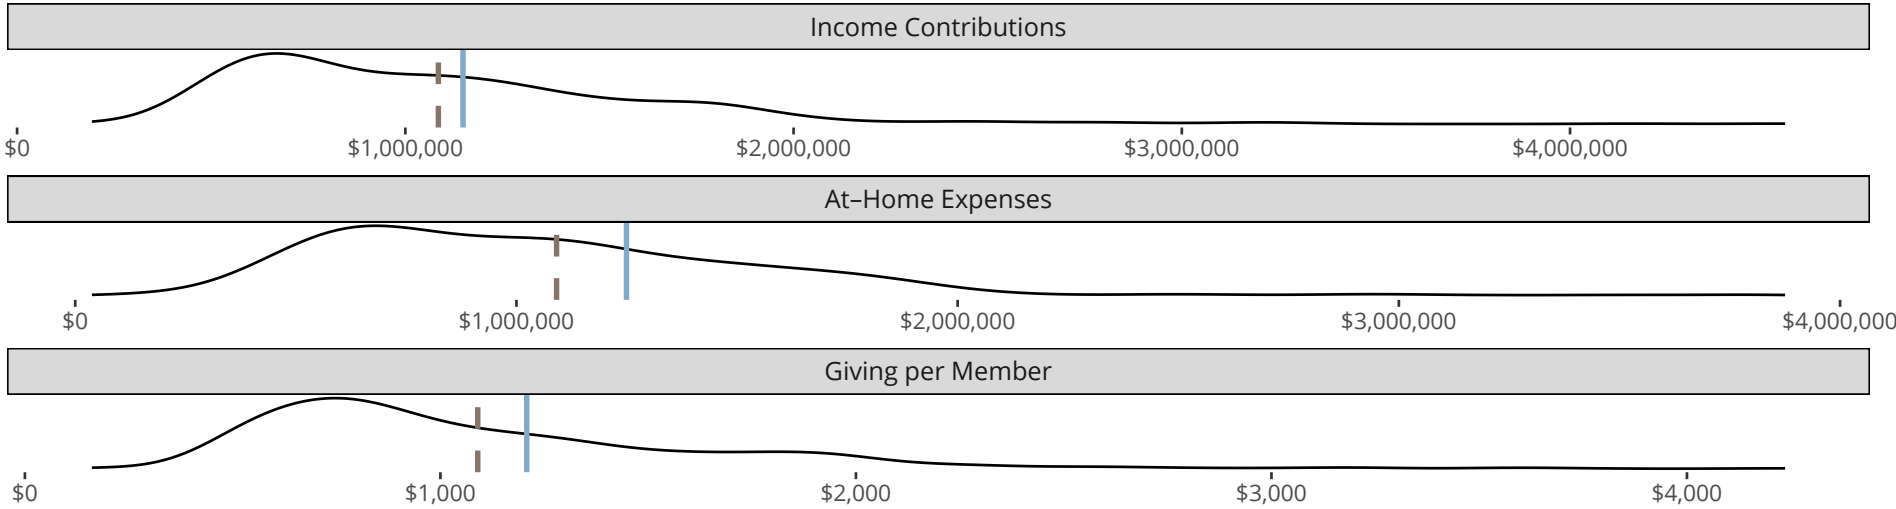 Income Contributions
$0 $1,000,000 $2,000,000 $3,000,000 $4,000,000
At–Home Expenses
$0 $1,000,000 $2,000,000 $3,000,000 $4,000,000
Giving per Member
$0 $1,000 $2,000 $3,000 $4,000